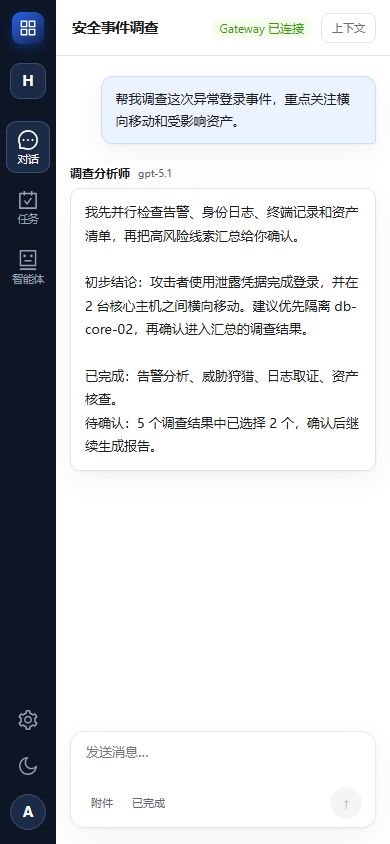 安全事件调查
Gateway 已连接
上下文
H
对话
任务
智能体
帮我调查这次异常登录事件，重点关注横
向移动和受影响资产。
调查分析师 gpt-5.1
我先并行检查告警、身份日志、终端记录和资产
清单，再把高风险线索汇总给你确认。
初步结论：攻击者使用泄露凭据完成登录，并在
2 台核心主机之间横向移动。建议优先隔离 db-
core-02，再确认进入汇总的调查结果。
已完成：告警分析、威胁狩猎、日志取证、资产
核查。
待确认：5 个调查结果中已选择 2 个，确认后继
续生成报告。
发送消息...
附件
已完成
↑
A